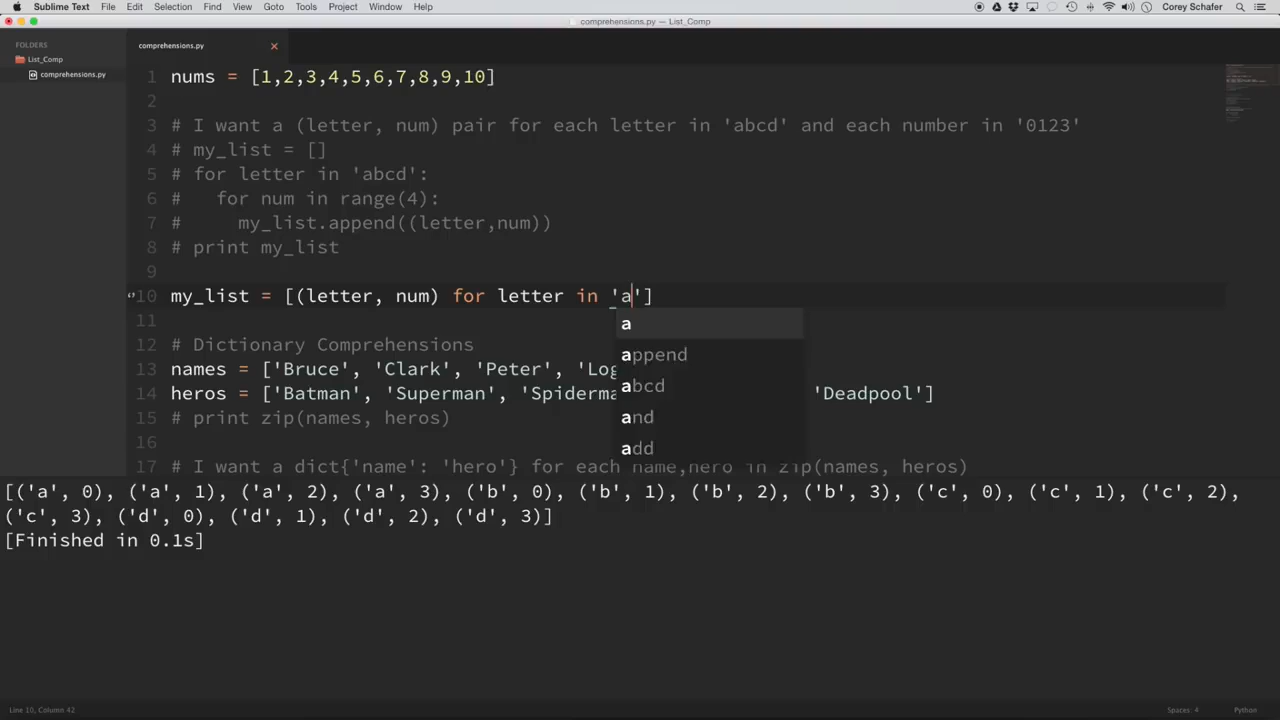 Sublime Text File Edit Selection Find View Goto Tools Project Window Help Corey Schafer
comprehensions.py — List_Comp
FOLDERS
List_Comp
comprehensions.py
comprehensions.py ×
1 nums = [1,2,3,4,5,6,7,8,9,10]
2
3 # I want a (letter, num) pair for each letter in 'abcd' and each number in '0123'
4 # my_list = []
5 # for letter in 'abcd':
6 #   for num in range(4):
7 #     my_list.append((letter,num))
8 # print my_list
9
10 my_list = [(letter, num) for letter in 'a']
a
append
abcd
and
add
11
12 # Dictionary Comprehensions
13 names = ['Bruce', 'Clark', 'Peter', 'Log
14 heros = ['Batman', 'Superman', 'Spiderma 'Deadpool']
15 # print zip(names, heros)
16
17 # I want a dict{'name': 'hero'} for each name,hero in zip(names, heros)
[('a', 0), ('a', 1), ('a', 2), ('a', 3), ('b', 0), ('b', 1), ('b', 2), ('b', 3), ('c', 0), ('c', 1), ('c', 2),
('c', 3), ('d', 0), ('d', 1), ('d', 2), ('d', 3)]
[Finished in 0.1s]
Line 10, Column 42 Spaces: 4 Python